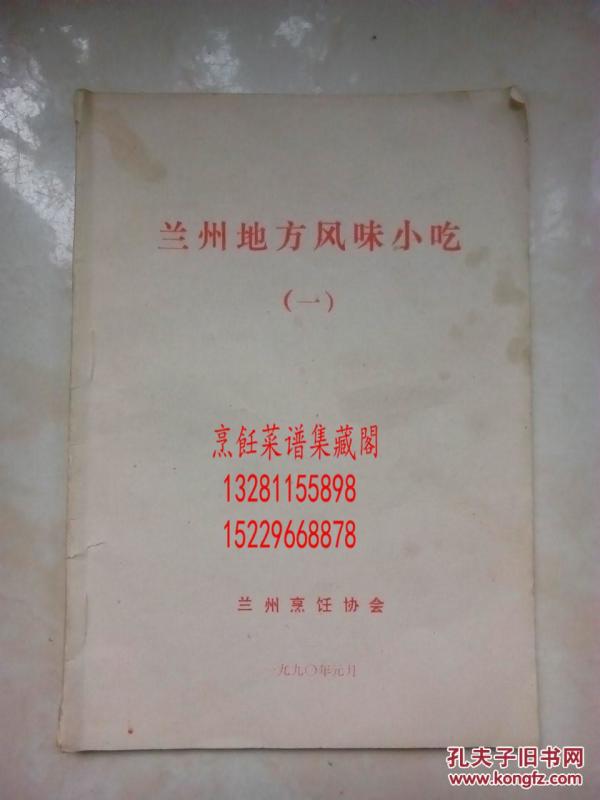 兰州地方风味小吃
(一)
烹飪菜谱集藏閣
13281155898
15229668878
兰州烹饪协会
一九九〇年元月
孔夫子旧书网
www.kongfz.com